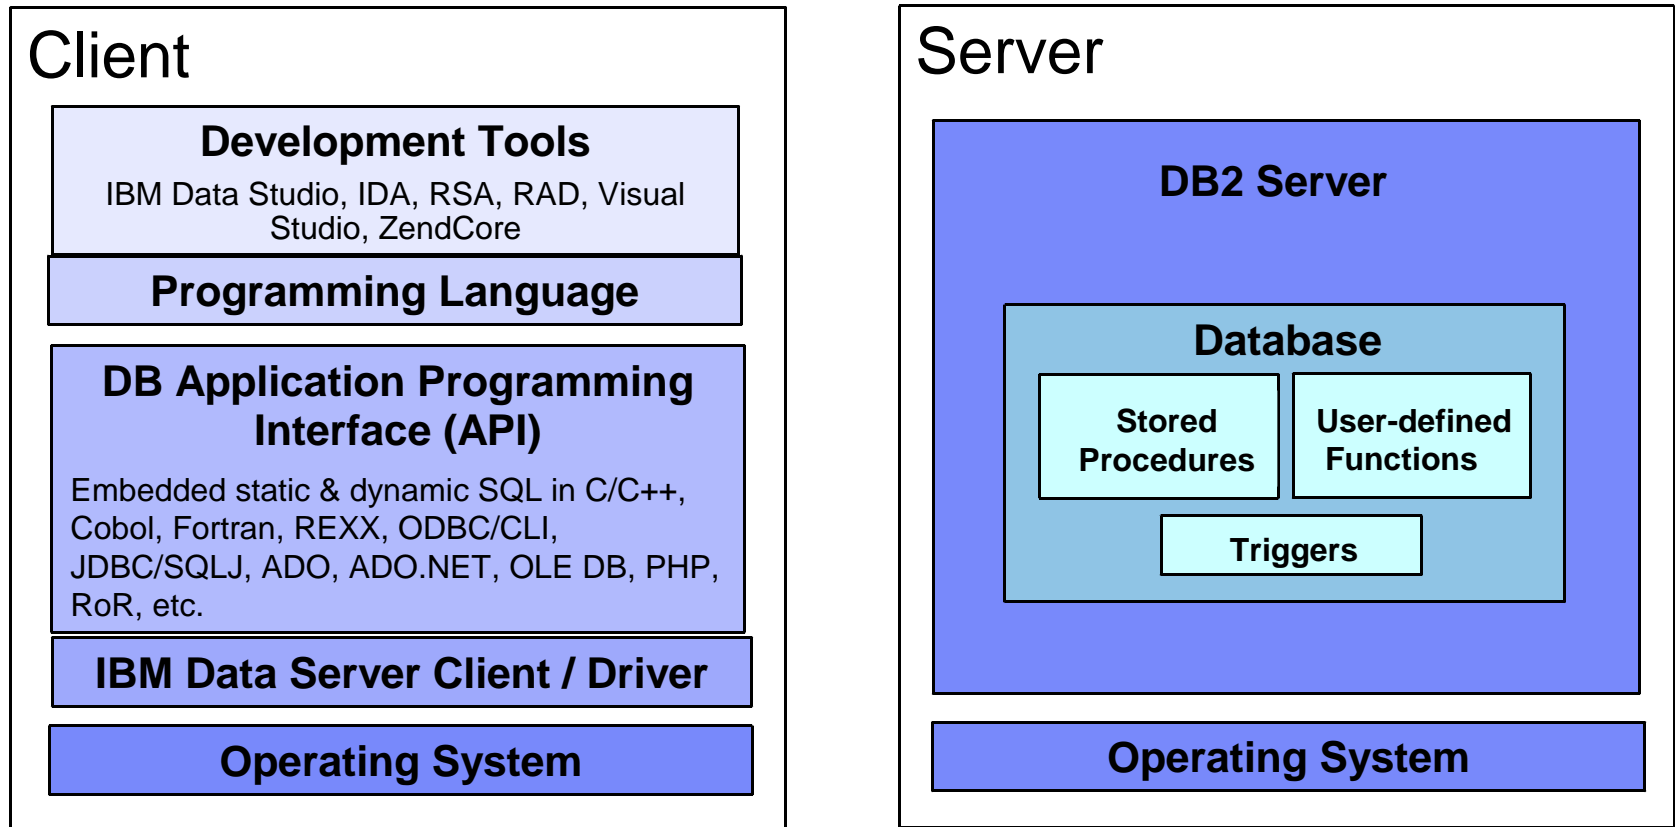 Client
Development Tools
IBM Data Studio, IDA, RSA, RAD, Visual
Studio, ZendCore
Programming Language
DB Application Programming
Interface (API)
Embedded static & dynamic SQL in C/C++,
Cobol, Fortran, REXX, ODBC/CLI,
JDBC/SQLJ, ADO, ADO.NET, OLE DB, PHP,
RoR, etc.
IBM Data Server Client / Driver
Operating System
Server
DB2 Server
Database
Stored
Procedures
User-defined
Functions
Triggers
Operating System